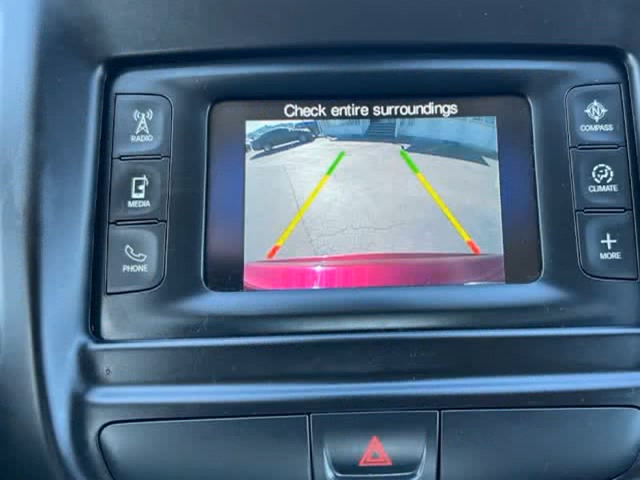 Check entire surroundings
RADIO
MEDIA
PHONE
N
COMPASS
CLIMATE
MORE